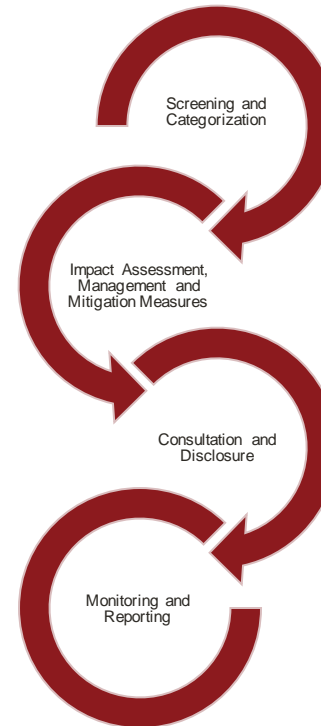 Screening and
Categorization
Impact Assessment,
Management and
Mitigation Measures
Consultation and
Disclosure
Monitoring and
Reporting